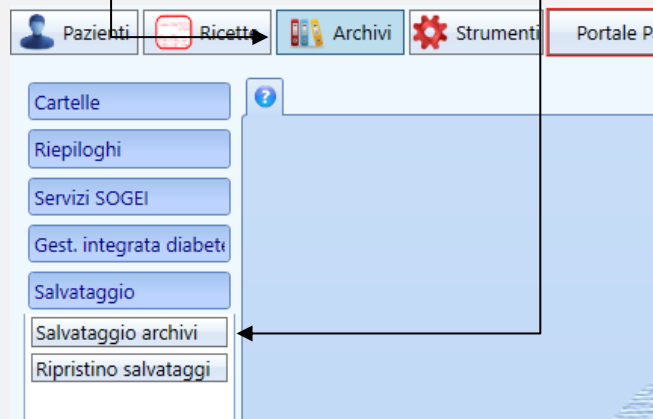 Pazienti
Ricette
Archivi
Strumenti
Portale P
Cartelle
Riepiloghi
Servizi SOGEI
Gest. integrata diabete
Salvataggio
Salvataggio archivi
Ripristino salvataggi